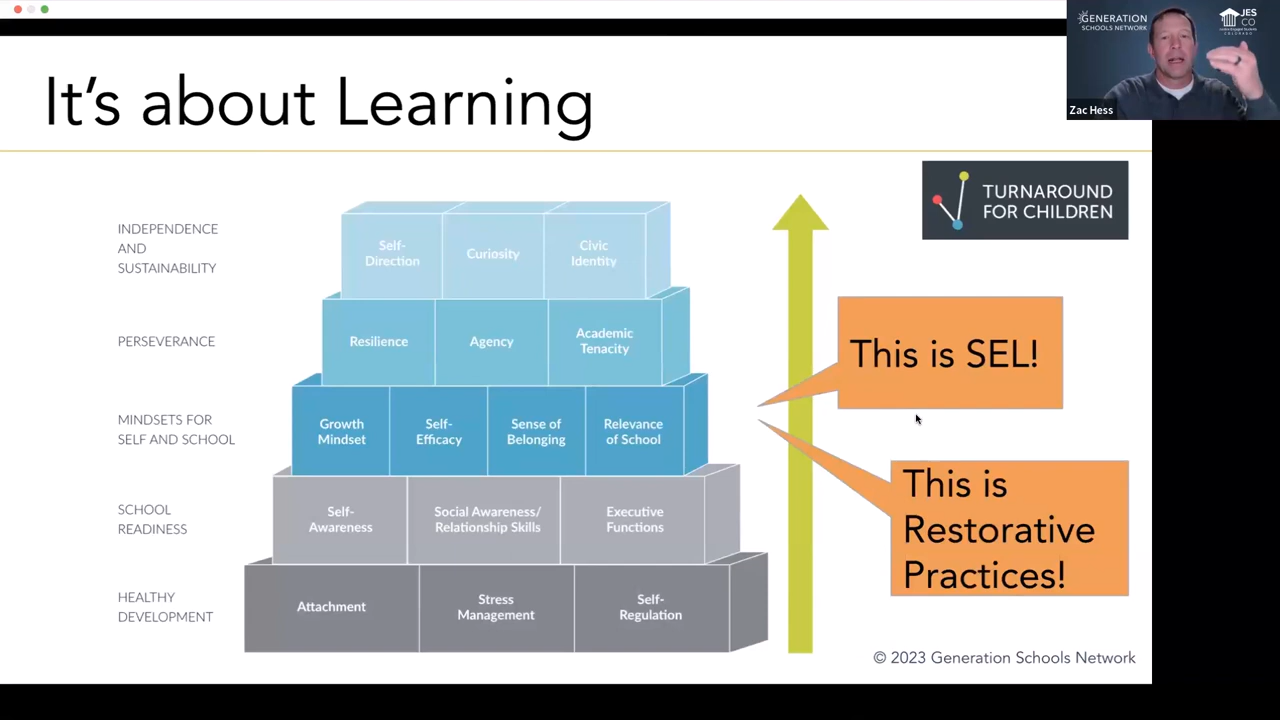 It's about Learning
GENERATION
SCHOOLS NETWORK
JES
CO
COLORADO
Zac Hess
TURNAROUND
FOR CHILDREN
INDEPENDENCE
AND
SUSTAINABILITY
Self-
Direction
Curiosity
Civic
Identity
PERSEVERANCE
Resilience
Agency
Academic
Tenacity
This is SEL!
MINDSETS FOR
SELF AND SCHOOL
Growth
Mindset
Self-
Efficacy
Sense of
Belonging
Relevance
of School
SCHOOL
READINESS
Self-
Awareness
Social Awareness/
Relationship Skills
Executive
Functions
This is
Restorative
Practices!
HEALTHY
DEVELOPMENT
Attachment
Stress
Management
Self-
Regulation
© 2023 Generation Schools Network